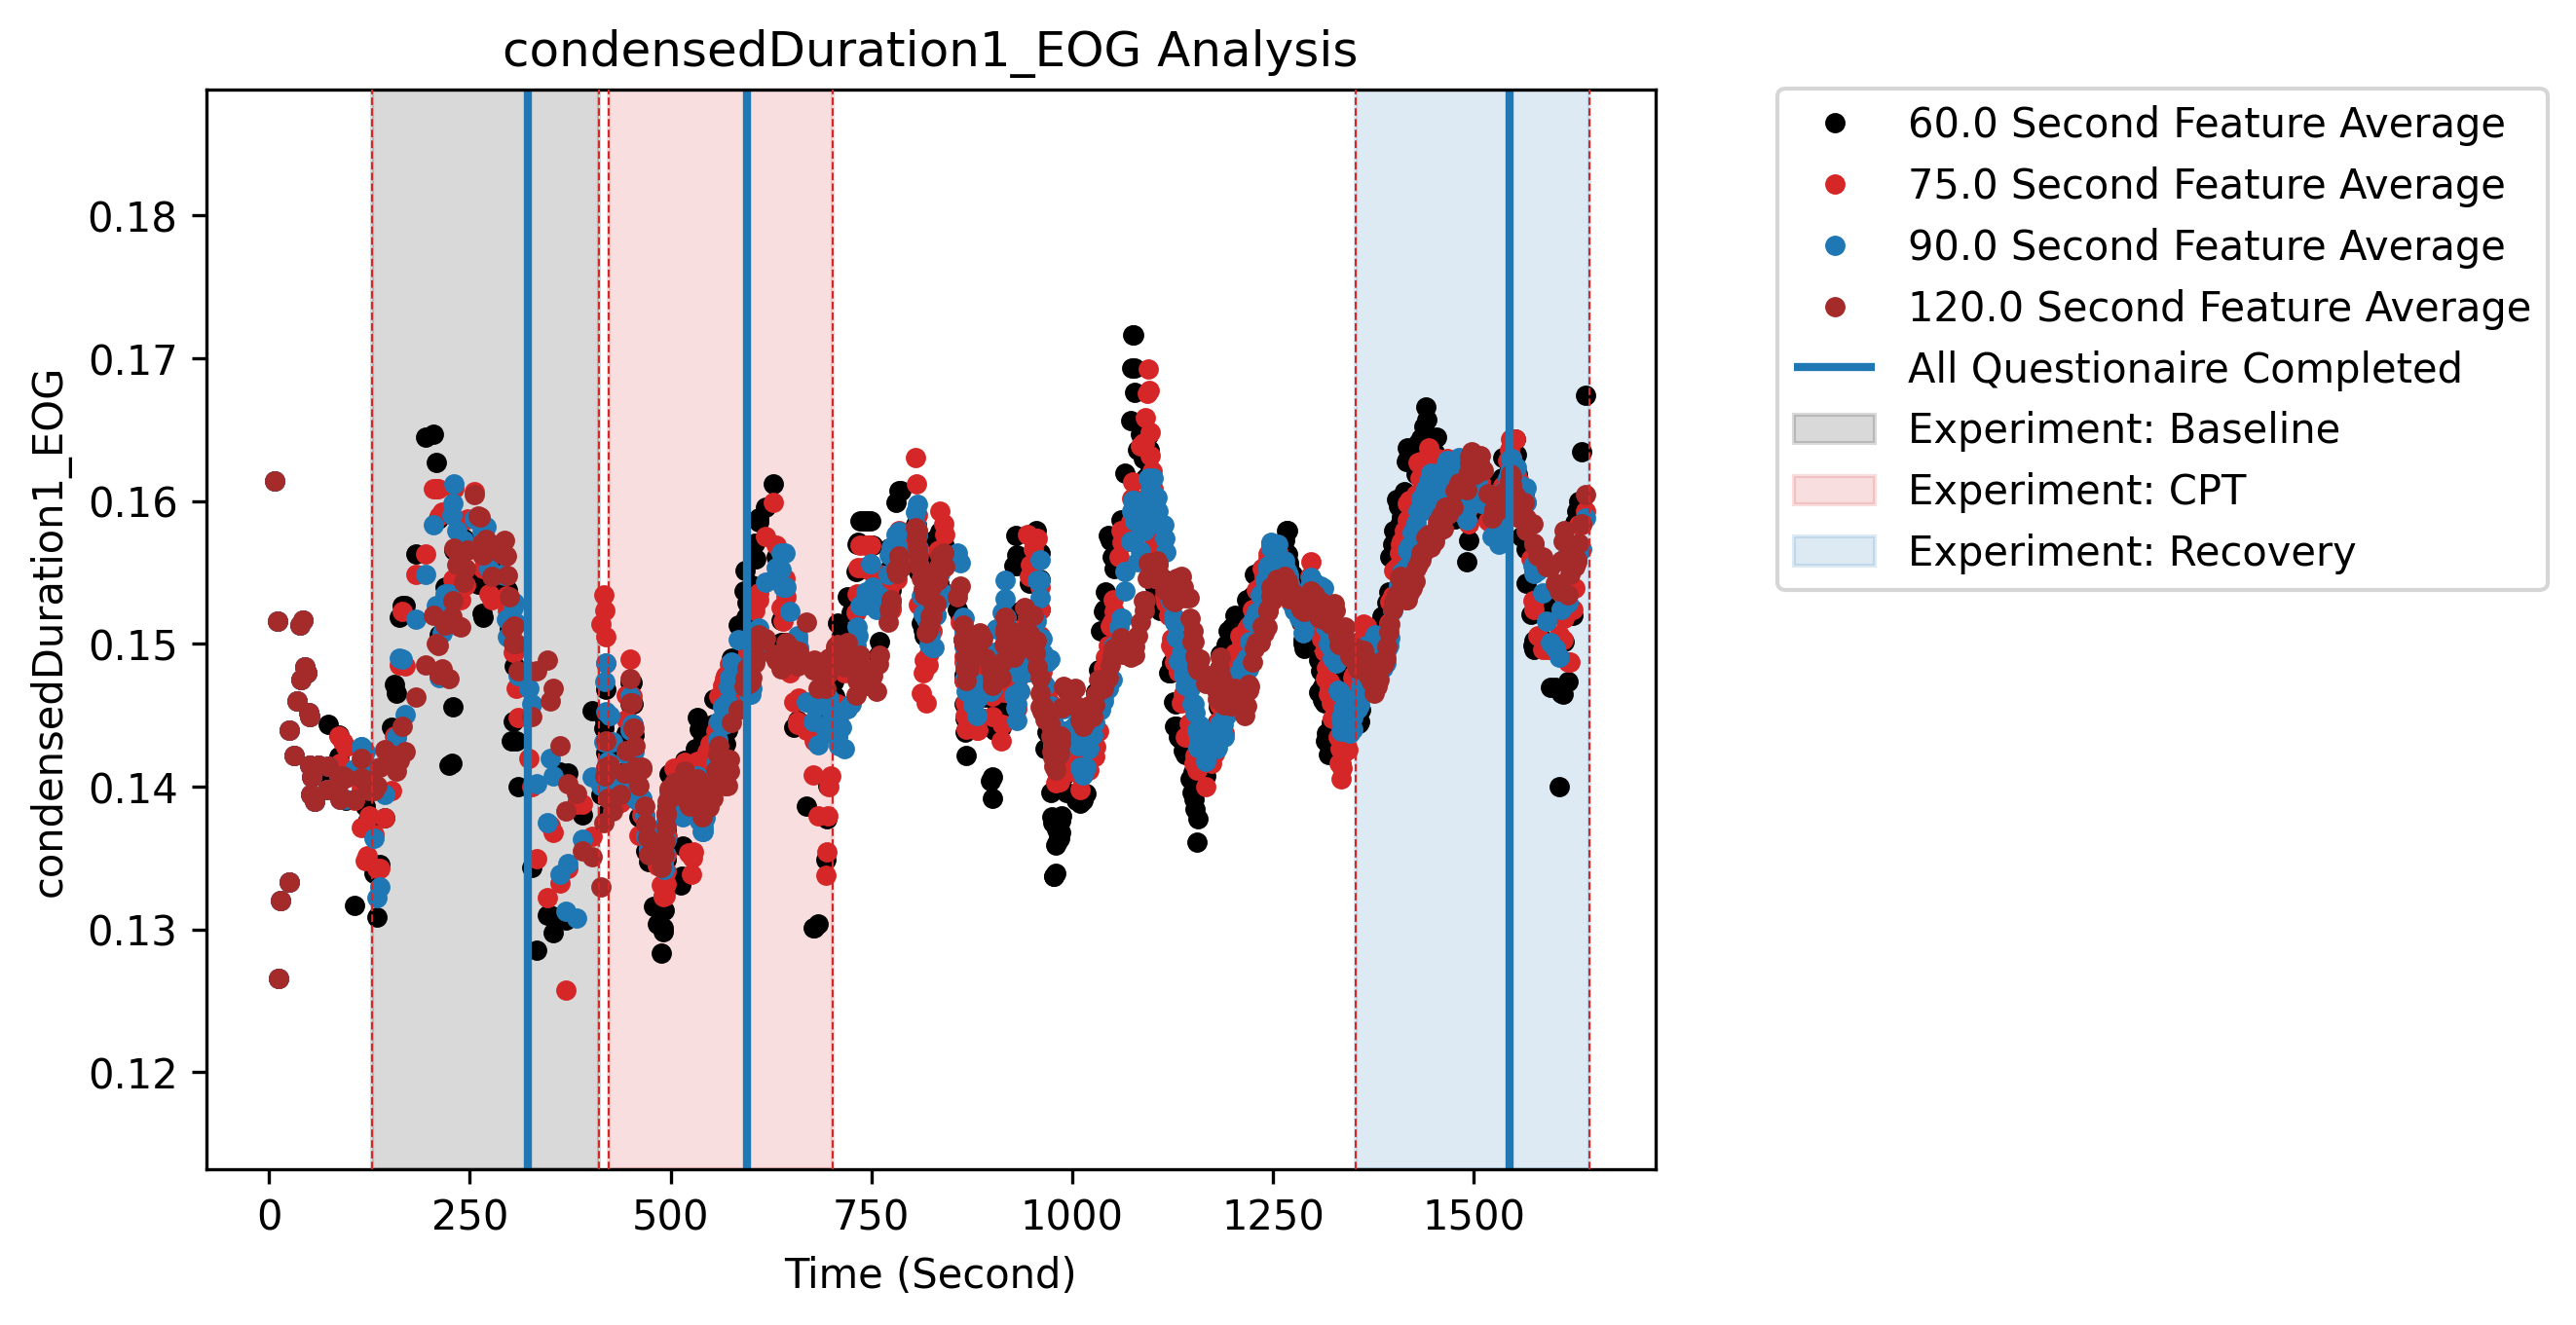 condensedDuration1_EOG Analysis
60.0 Second Feature Average
75.0 Second Feature Average
90.0 Second Feature Average
120.0 Second Feature Average
All Questionaire Completed
Experiment: Baseline
Experiment: CPT
Experiment: Recovery
condensedDuration1_EOG
0.18
0.17
0.16
0.15
0.14
0.13
0.12
0
250
500
750
1000
1250
1500
Time (Second)